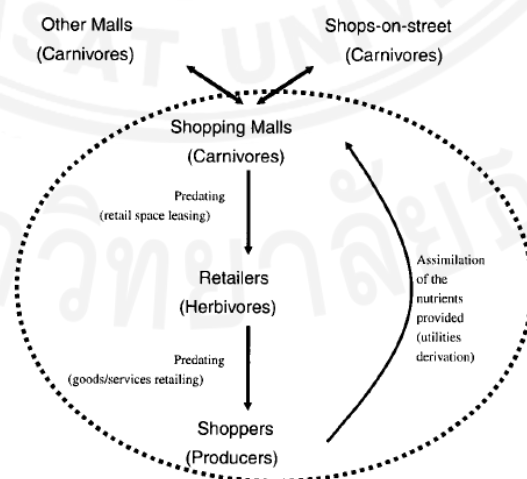 Other Malls
(Carnivores)
Shops-on-street
(Carnivores)
Shopping Malls
(Carnivores)
Predating
(retail space leasing)
Retailers
(Herbivores)
Assimilation
of the
nutrients
provided
(utilities
derivation)
Predating
(goods/services retailing)
Shoppers
(Producers)